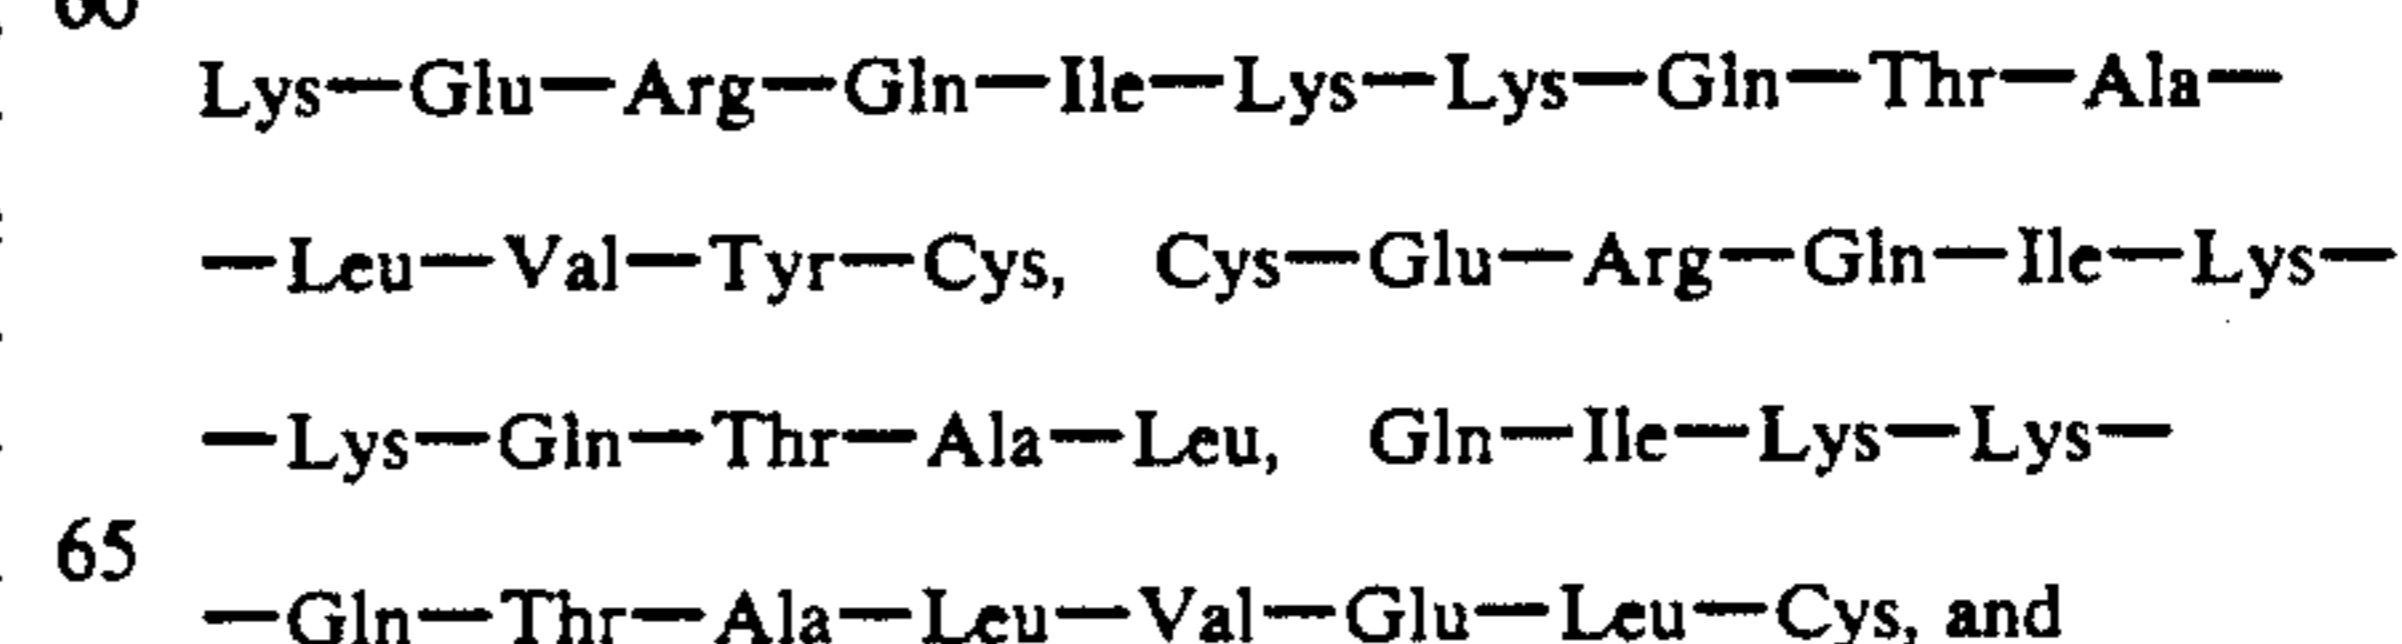 60
Lys—Glu—Arg—Gln—Ile—Lys—Lys—Gln—Thr—Ala—
—Leu—Val—Tyr—Cys, Cys—Glu—Arg—Gln—Ile—Lys—
—Lys—Gln—Thr—Ala—Leu, Gln—Ile—Lys—Lys—
65
—Gln—Thr—Ala—Leu—Val—Glu—Leu—Cys, and